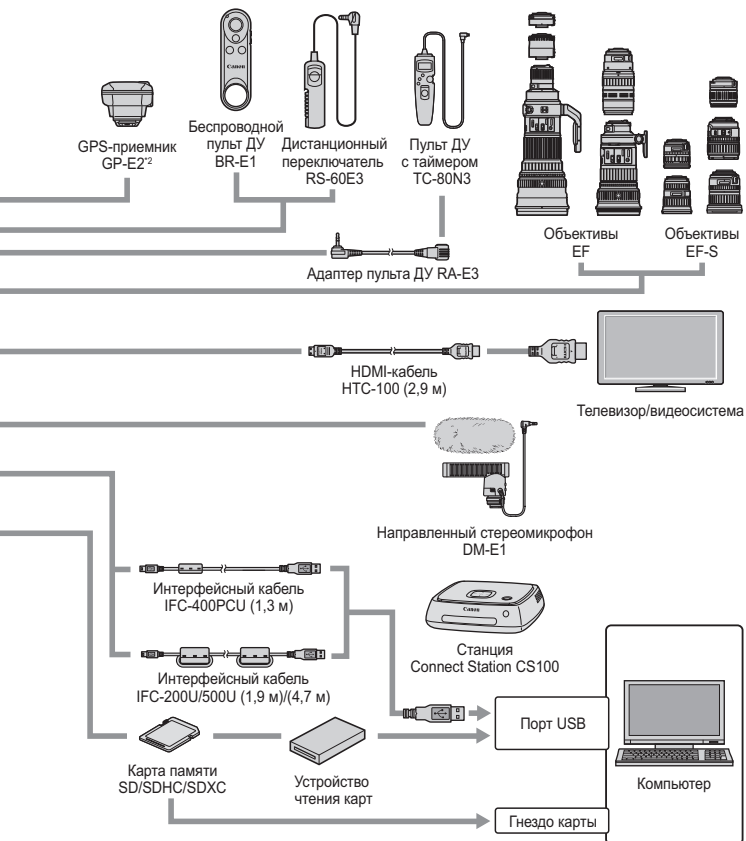 Canon
GPS-приемник
GP-E2*2
Беспроводной
пульт ДУ
BR-E1
Дистанционный
переключатель
RS-60E3
Пульт ДУ
с таймером
TC-80N3
Объективы
EF
Объективы
EF-S
Адаптер пульта ДУ RA-E3
HDMI-кабель
HTC-100 (2,9 м)
Телевизор/видеосистема
Направленный стереомикрофон
DM-E1
Интерфейсный кабель
IFC-400PCU (1,3 м)
Canon
Станция
Connect Station CS100
Интерфейсный кабель
IFC-200U/500U (1,9 м)/(4,7 м)
Порт USB
Карта памяти
SD/SDHC/SDXC
Устройство
чтения карт
Компьютер
Гнездо карты